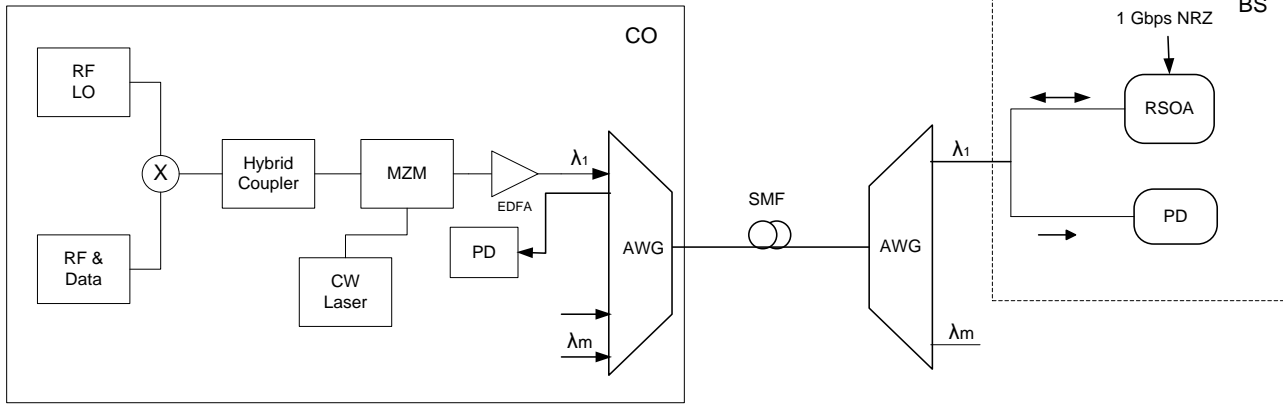 CO
BS
1 Gbps NRZ
RF
LO
RSOA
X
Hybrid
Coupler
MZM
λ1
EDFA
λ1
SMF
PD
RF &
Data
PD
CW
Laser
AWG
AWG
λm
λm